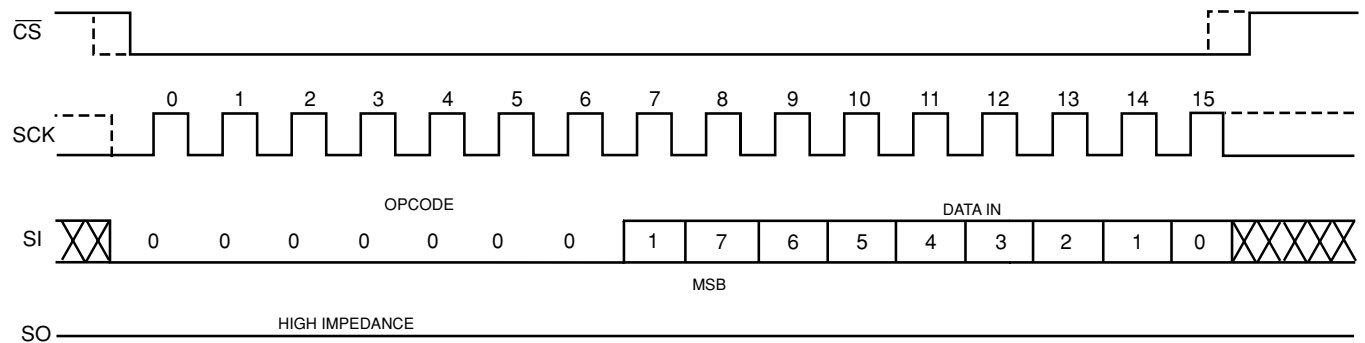 CS
0 1 2 3 4 5 6 7 8 9 10 11 12 13 14 15
SCK
OPCODE DATA IN
SI 0 0 0 0 0 0 0 1 7 6 5 4 3 2 1 0
MSB
HIGH IMPEDANCE
SO